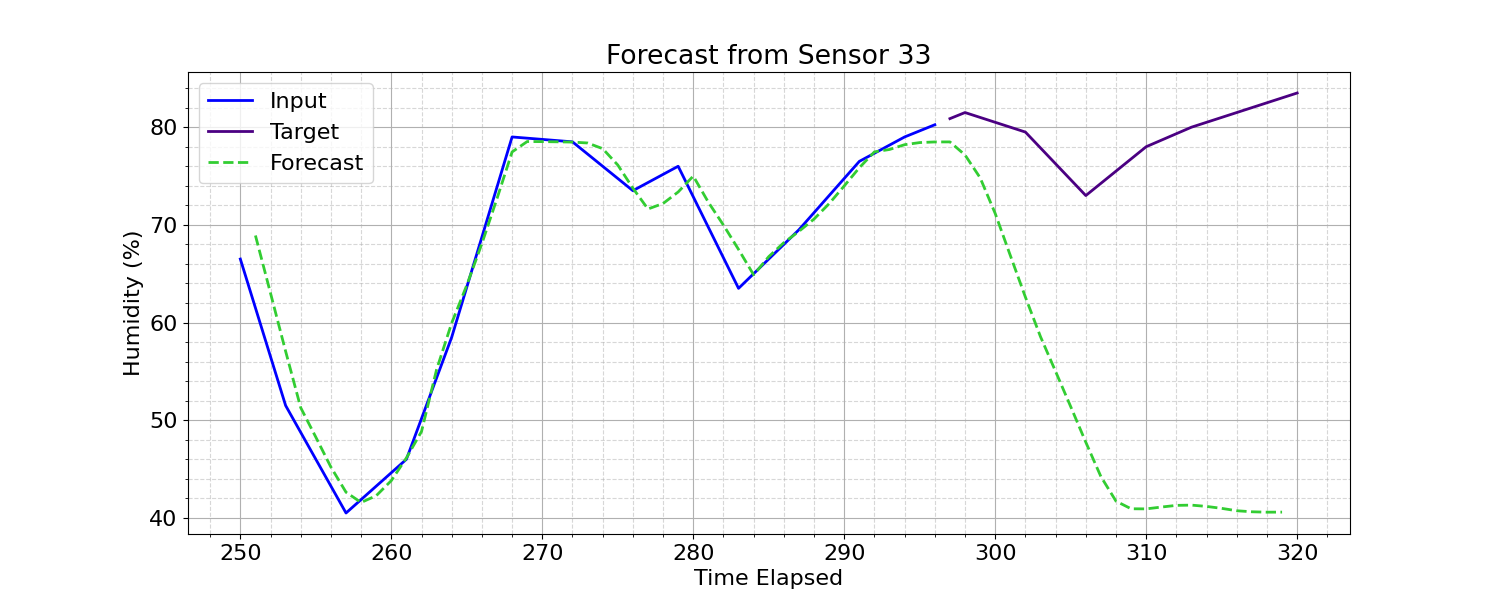 Forecast from Sensor 33
Input
Target
Forecast
Humidity (%)
80
70
60
50
40
250 260 270 280 290 300 310 320
Time Elapsed